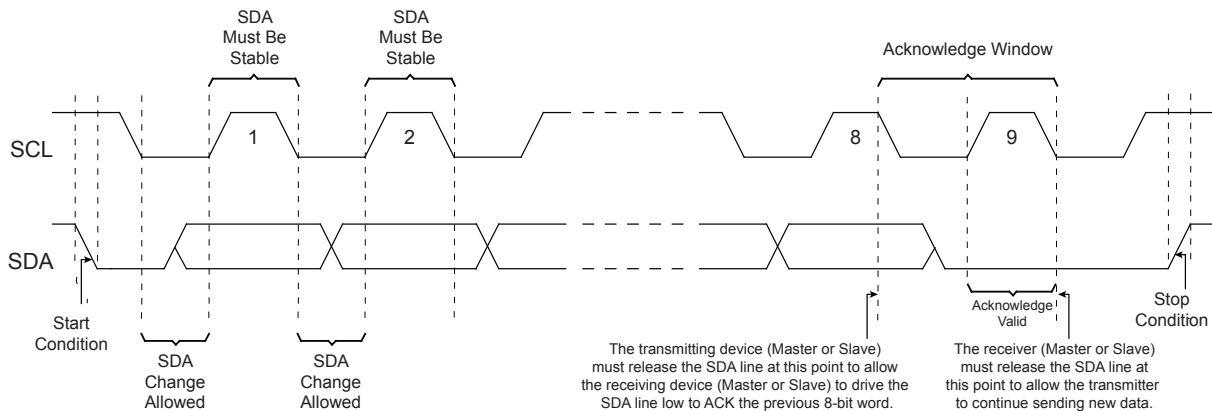 SDA
Must Be
Stable
SDA
Must Be
Stable
Acknowledge Window
SCL
1
2
8
9
SDA
Start
Condition
SDA
Change
Allowed
SDA
Change
Allowed
Acknowledge
Valid
Stop
Condition
The transmitting device (Master or Slave)
must release the SDA line at this point to allow
the receiving device (Master or Slave) to drive the
SDA line low to ACK the previous 8-bit word.
The receiver (Master or Slave)
must release the SDA line at
this point to allow the transmitter
to continue sending new data.